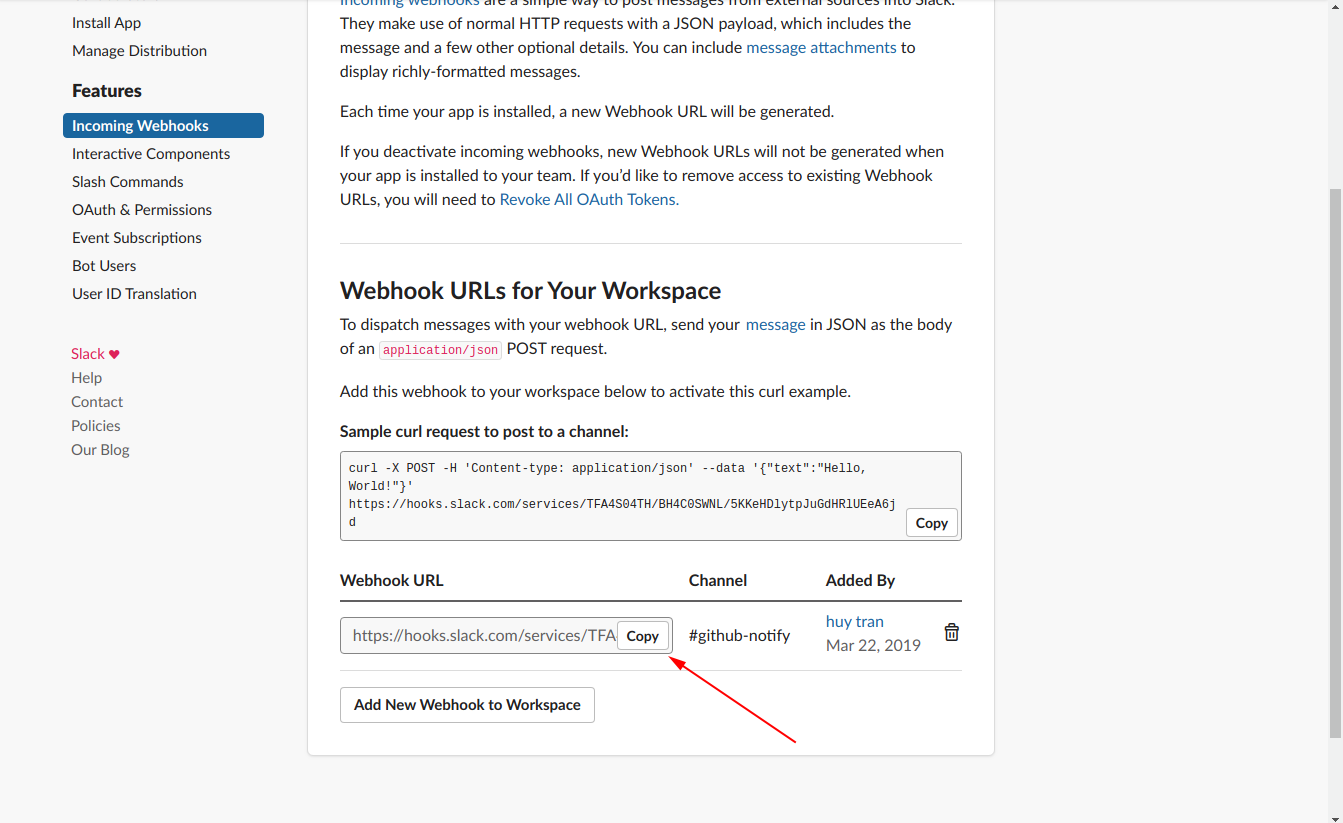 Install App
Manage Distribution
Features
Incoming Webhooks
Interactive Components
Slash Commands
OAuth & Permissions
Event Subscriptions
Bot Users
User ID Translation
Slack ♥
Help
Contact
Policies
Our Blog
Incoming webhooks are a simple way to post messages from external sources into Slack.
They make use of normal HTTP requests with a JSON payload, which includes the
message and a few other optional details. You can include message attachments to
display richly-formatted messages.
Each time your app is installed, a new Webhook URL will be generated.
If you deactivate incoming webhooks, new Webhook URLs will not be generated when
your app is installed to your team. If you’d like to remove access to existing Webhook
URLs, you will need to Revoke All OAuth Tokens.
Webhook URLs for Your Workspace
To dispatch messages with your webhook URL, send your message in JSON as the body
of an application/json POST request.
Add this webhook to your workspace below to activate this curl example.
Sample curl request to post to a channel:
curl -X POST -H 'Content-type: application/json' --data '{"text":"Hello,
World!"}'
https://hooks.slack.com/services/TFA4S04TH/BH4C0SWNL/5KKeHDlytpJuGdHRlUEeA6j
d
Copy
Webhook URL Channel Added By
https://hooks.slack.com/services/TFA Copy #github-notify huy tran
Mar 22, 2019
Add New Webhook to Workspace